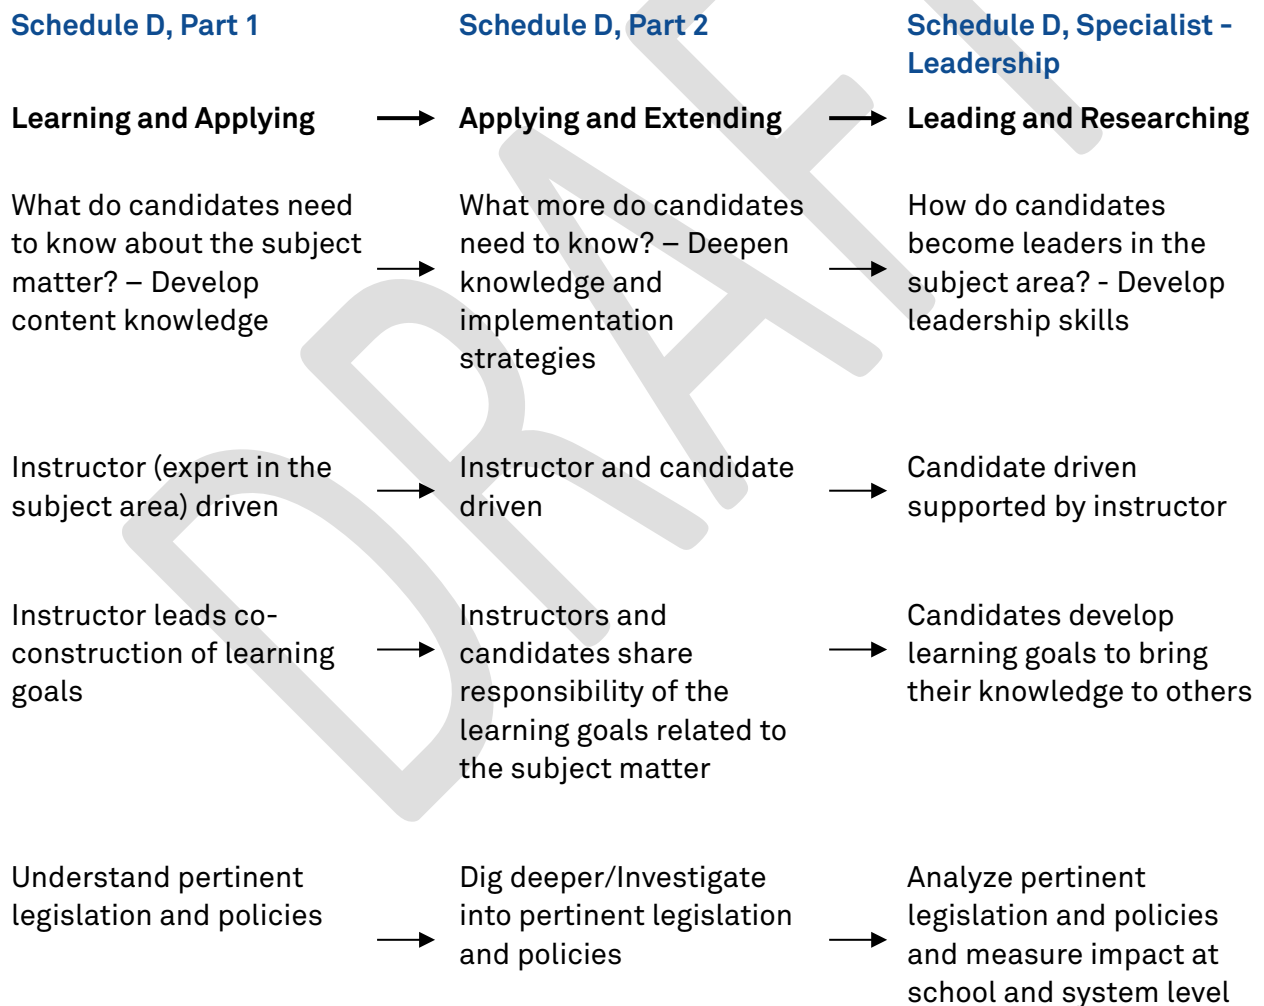 Schedule D, Part 1
Schedule D, Part 2
Schedule D, Specialist -
Leadership
Learning and Applying
Applying and Extending
Leading and Researching
What do candidates need
to know about the subject
matter? – Develop
content knowledge
What more do candidates
need to know? – Deepen
knowledge and
implementation
strategies
How do candidates
become leaders in the
subject area? - Develop
leadership skills
Instructor (expert in the
subject area) driven
Instructor and candidate
driven
Candidate driven
supported by instructor
Instructor leads co-
construction of learning
goals
Instructors and
candidates share
responsibility of the
learning goals related to
the subject matter
Candidates develop
learning goals to bring
their knowledge to others
Understand pertinent
legislation and policies
Dig deeper/Investigate
into pertinent legislation
and policies
Analyze pertinent
legislation and policies
and measure impact at
school and system level
DRAFT